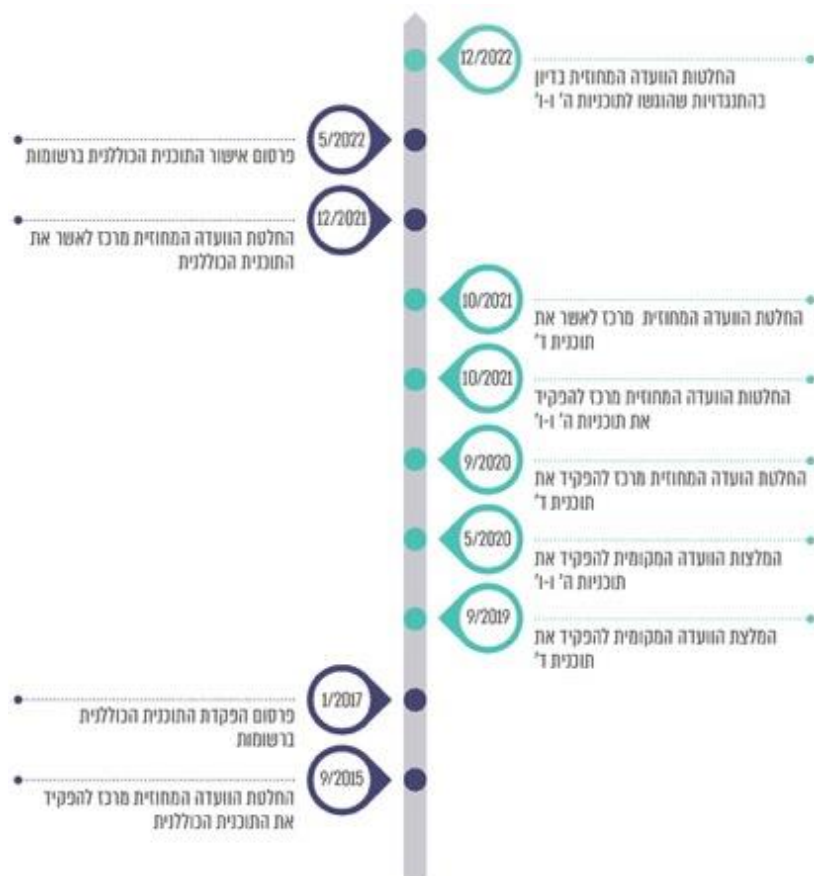 12/2022
החלטות הוועדה המחוזית בדיון
בהתנגדויות שהוגשו לתוכניות ה' ו-ו'
5/2022
פרסום אישור התוכנית הכוללנית ברשומות
12/2021
החלטת הוועדה המחוזית מרכז לאשר את
התוכנית הכוללנית
10/2021
החלטת הוועדה המחוזית מרכז לאשר את
תוכנית ד'
10/2021
החלטות הוועדה המחוזית מרכז להפקיד
את תוכניות ה' ו-ו'
9/2020
החלטת הועדה המחוזית מרכז להפקיד את
תוכנית ד'
5/2020
המלצות הוועדה המקומית להפקיד את
תוכניות ה' ו-ו'
9/2019
המלצת הוועדה המקומית להפקיד את
תוכנית ד'
1/2017
פרסום הפקדת התוכנית הכוללנית
ברשומות
9/2015
החלטת הוועדה המחוזית מרכז להפקיד
את התוכנית הכוללנית